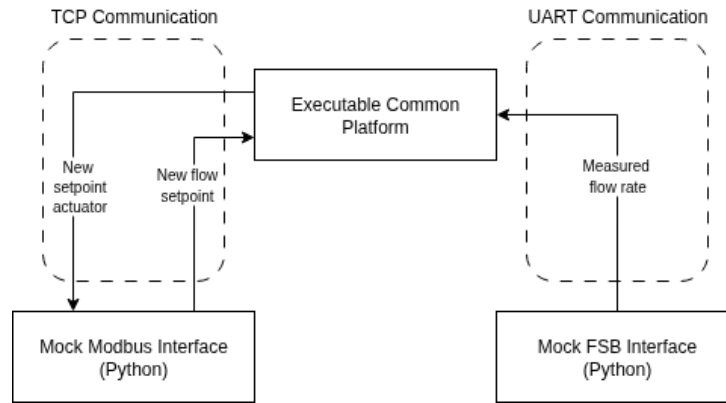 TCP Communication
UART Communication
Executable Common
Platform
New
setpoint
actuator
New flow
setpoint
Measured
flow rate
Mock Modbus Interface
(Python)
Mock FSB Interface
(Python)